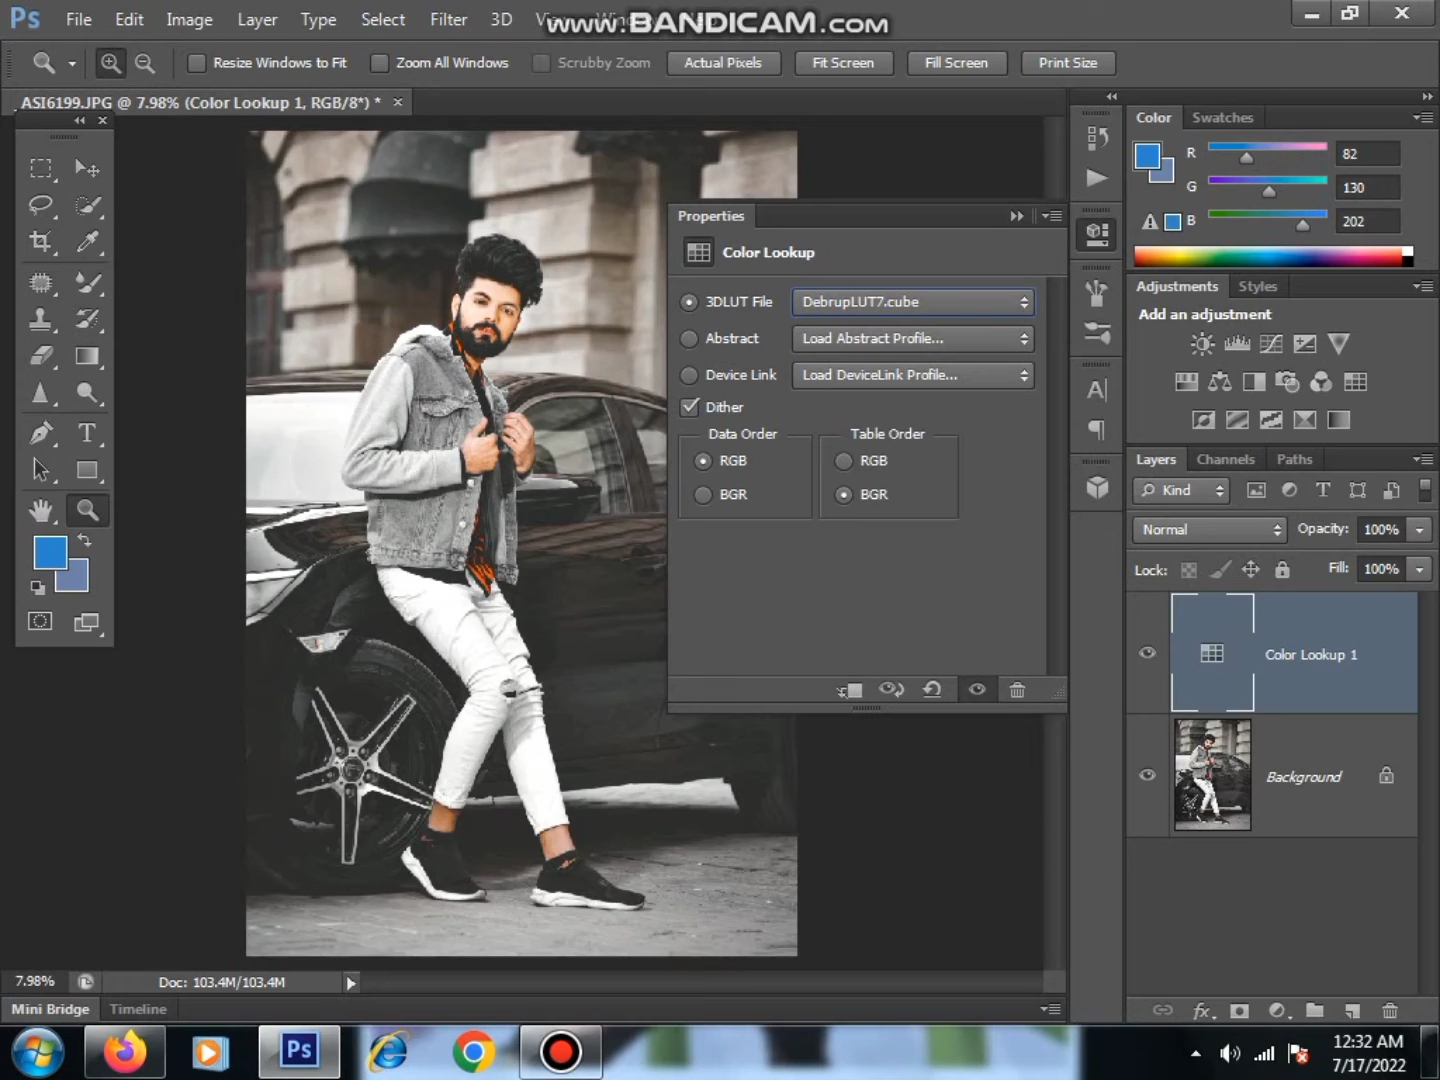 Ps File Edit Image Layer Type Select Filter 3D
www.BANDICAM.com
Resize Windows to Fit Zoom All Windows Scrubby Zoom Actual Pixels Fit Screen Fill Screen Print Size
ASI6199.JPG @ 7.98% (Color Lookup 1, RGB/8*) *
Properties
Color Lookup
3DLUT File DebrupLUT7.cube
Abstract Load Abstract Profile...
Device Link Load DeviceLink Profile...
Dither
Data Order Table Order
RGB RGB
BGR BGR
Color Swatches
R 82
G 130
B 202
Adjustments Styles
Add an adjustment
Layers Channels Paths
Kind
Normal Opacity: 100%
Lock: Fill: 100%
Color Lookup 1
Background
7.98% Doc: 103.4M/103.4M
Mini Bridge Timeline
Ps
12:32 AM
7/17/2022